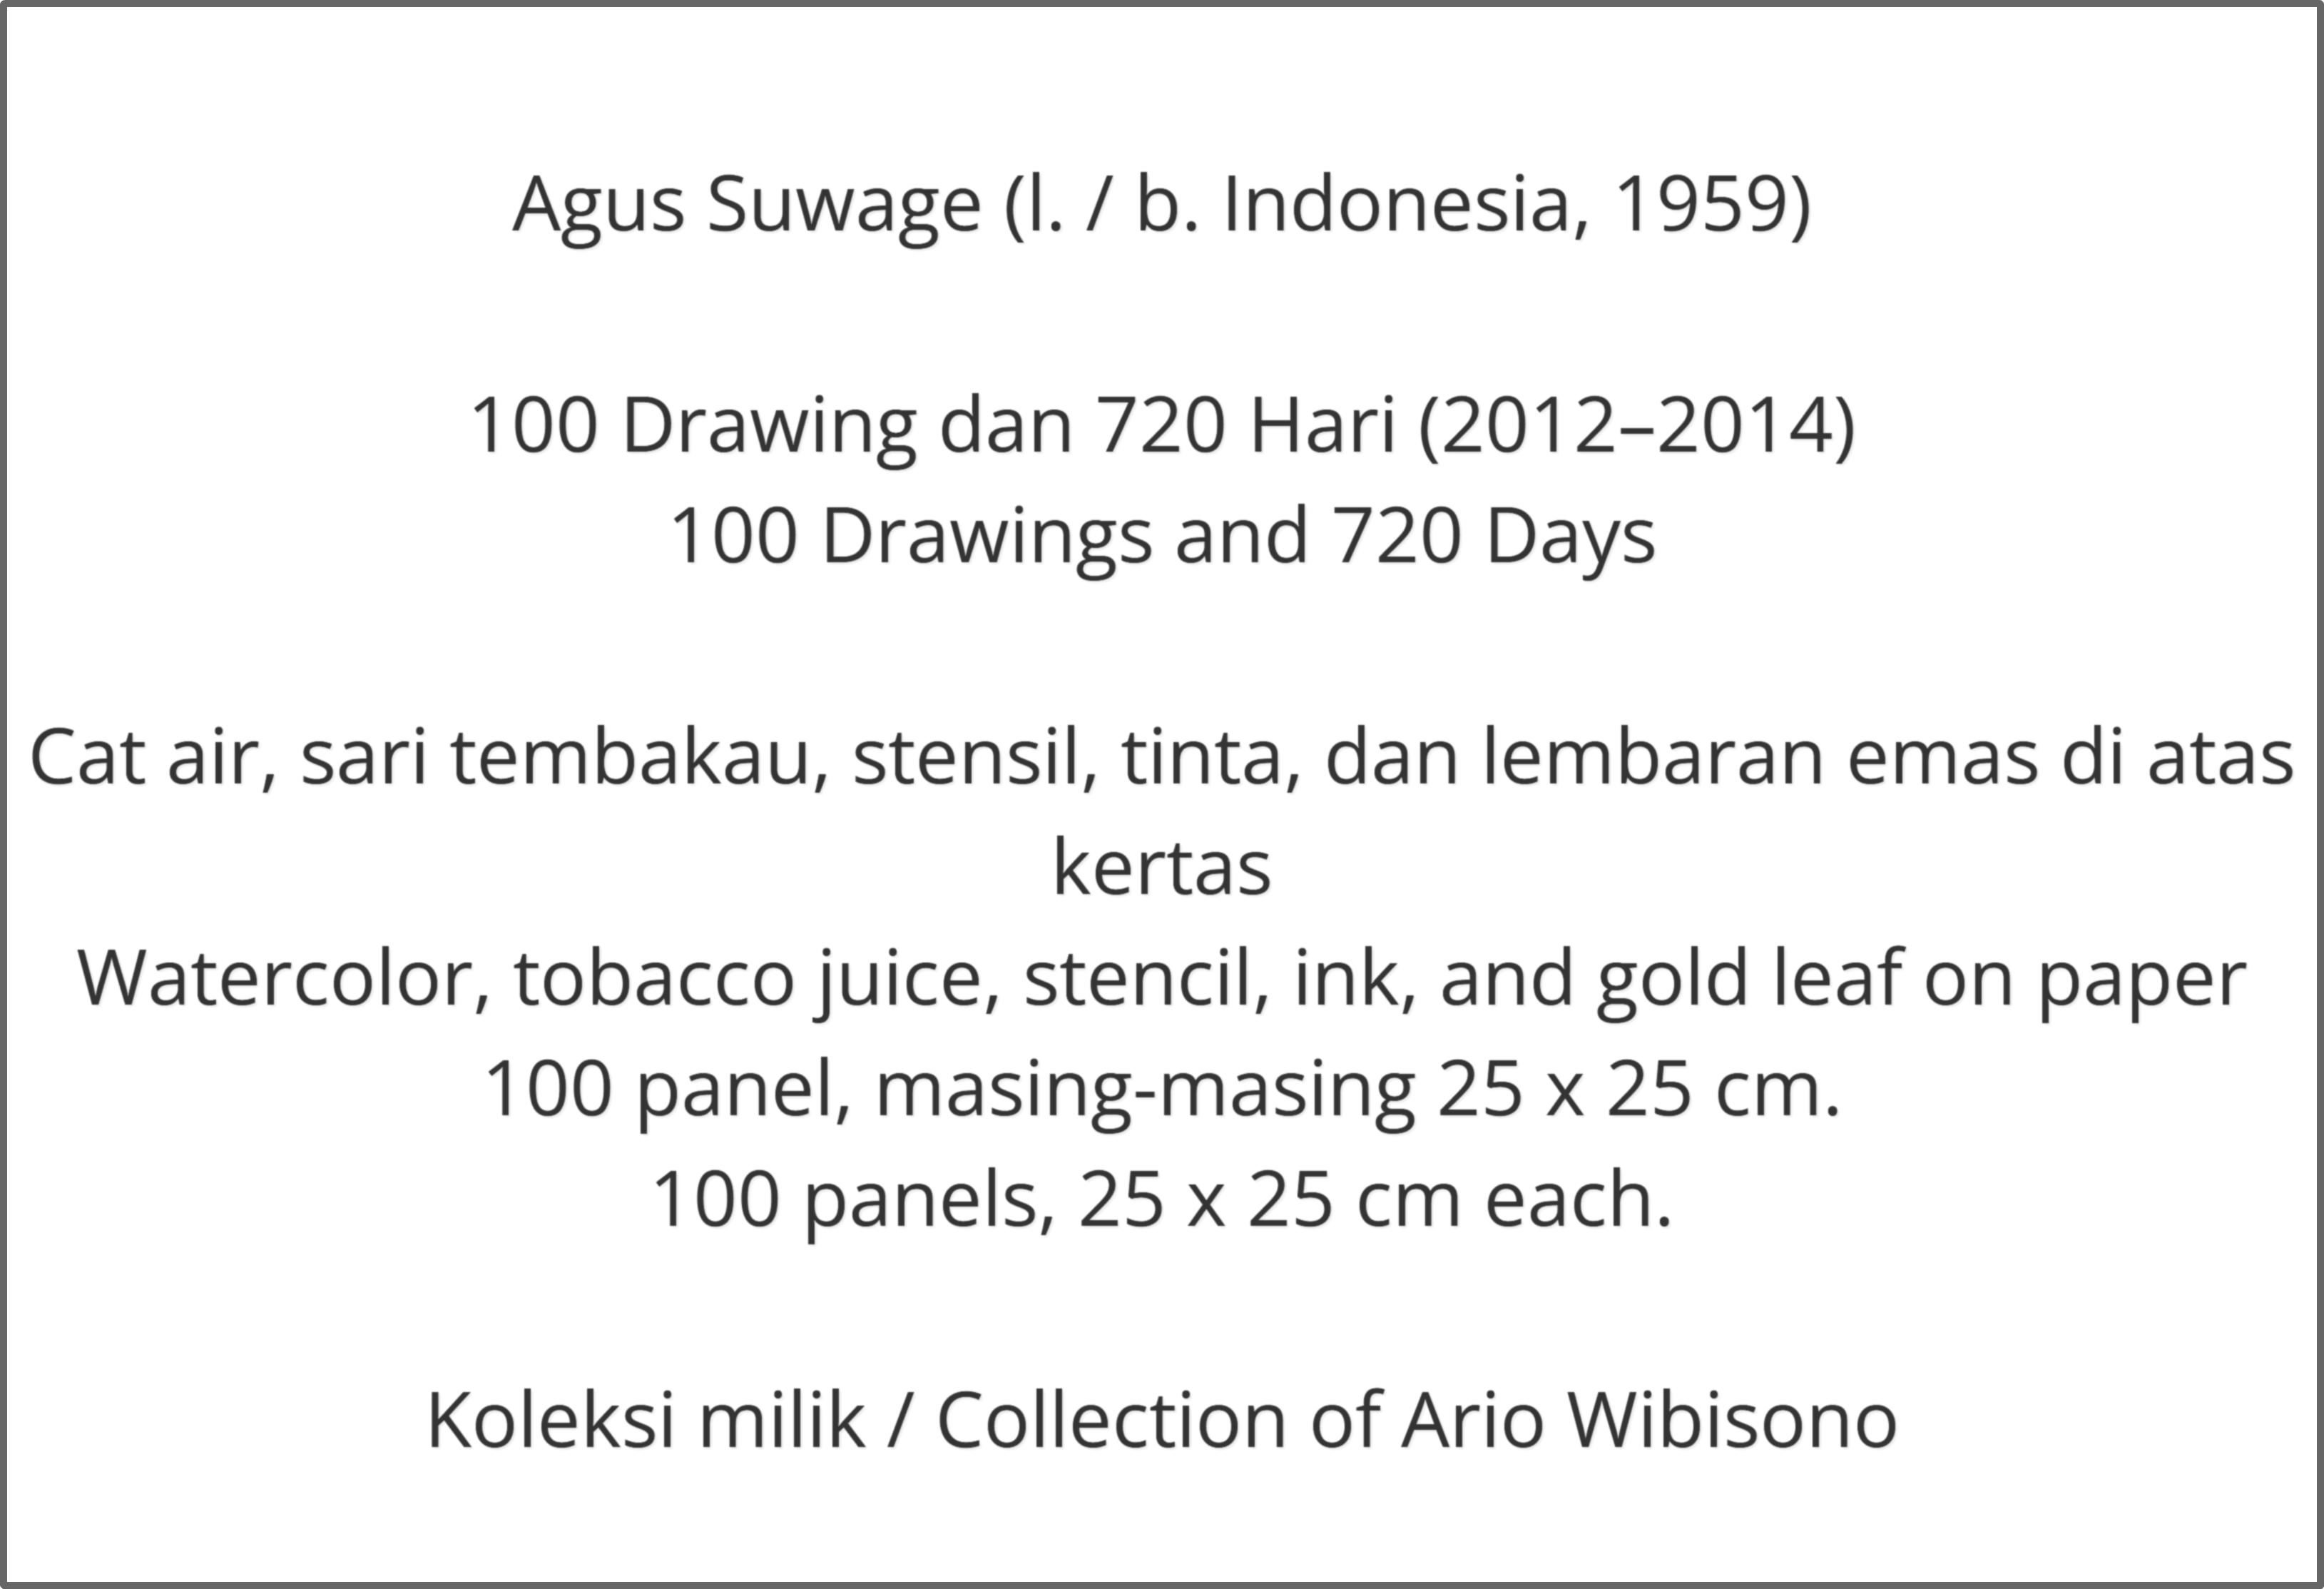 Agus Suwage (l. / b. Indonesia, 1959)
100 Drawing dan 720 Hari (2012–2014)
100 Drawings and 720 Days
Cat air, sari tembakau, stensil, tinta, dan lembaran emas di atas
kertas
Watercolor, tobacco juice, stencil, ink, and gold leaf on paper
100 panel, masing-masing 25 x 25 cm.
100 panels, 25 x 25 cm each.
Koleksi milik / Collection of Ario Wibisono